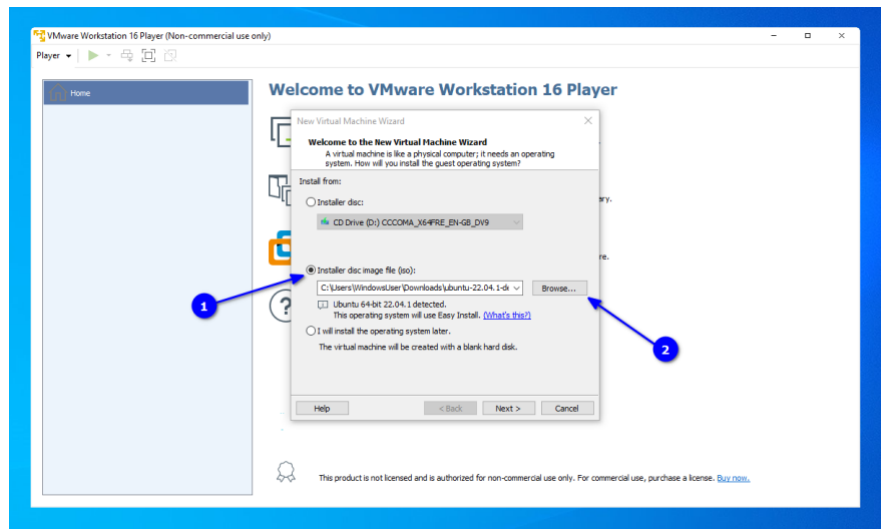 VMware Workstation 16 Player (Non-commercial use only)
Player
Home
Welcome to VMware Workstation 16 Player
New Virtual Machine Wizard
Welcome to the New Virtual Machine Wizard
A virtual machine is like a physical computer; it needs an operating
system. How will you install the guest operating system?
Install from:
Installer disc:
CD Drive (D:) CCCOMA_X64FRE_EN-GB_DV9
ry.
re.
Installer disc image file (iso):
C:\Users\WindowsUser\Downloads\ubuntu-22.04.1-de
Browse...
Ubuntu 64-bit 22.04.1 detected.
This operating system will use Easy Install. (What's this?)
I will install the operating system later.
The virtual machine will be created with a blank hard disk.
1
2
Help
< Back
Next >
Cancel
This product is not licensed and is authorized for non-commercial use only. For commercial use, purchase a license. Buy now.